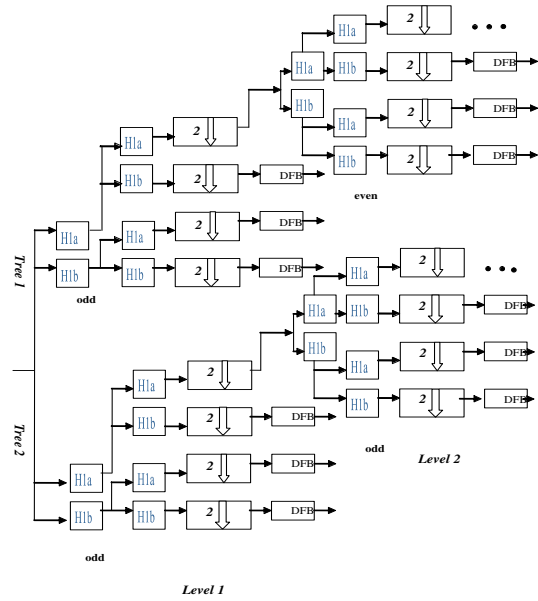 2
● ● ●
H1a
H1a
H1b
2
DFB
H1b
H1a
2
DFB
H1a
2
H1b
2
DFB
even
H1b
2
DFB
H1a
H1a
2
DFB
H1b
H1b
2
DFB
odd
Tree 1
H1a
2
● ● ●
H1a
H1b
2
DFB
H1b
H1a
2
DFB
H1a
2
H1b
2
DFB
H1b
2
DFB
odd
Level 2
Tree 2
H1a
H1a
2
DFB
H1b
H1b
2
DFB
odd
Level 1